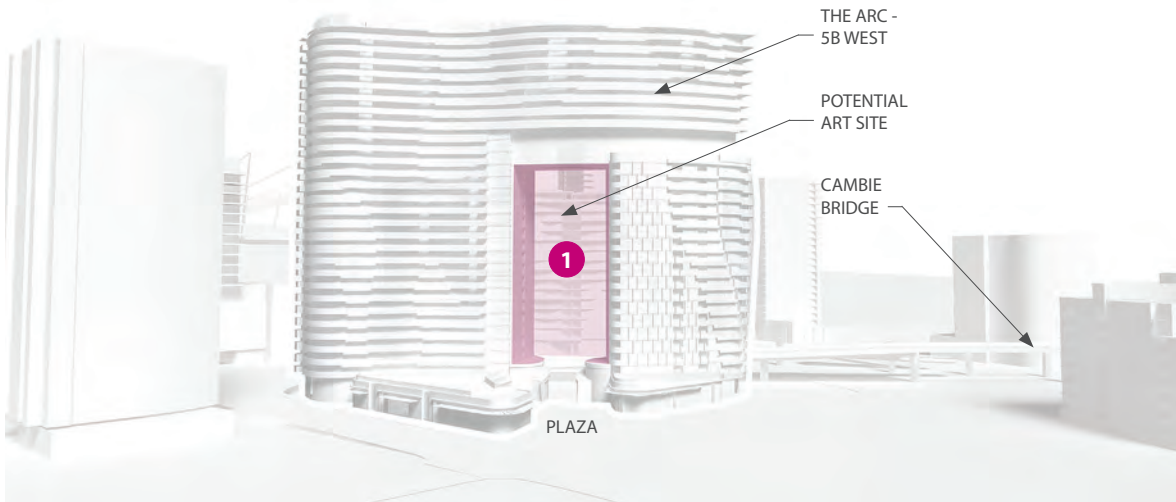 THE ARC -
5B WEST
POTENTIAL
ART SITE
CAMBIE
BRIDGE
1
PLAZA